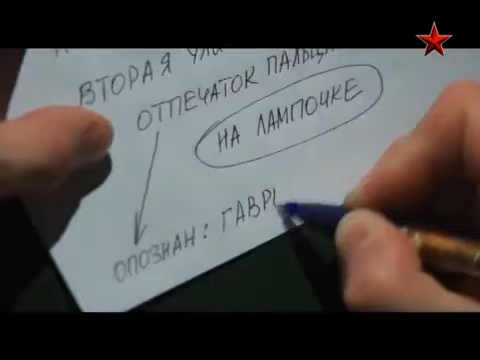 ВТОРАЯ
ОТПЕЧАТОК
НА ЛАМПОЧКЕ
ОПОЗНАН: ГАВР